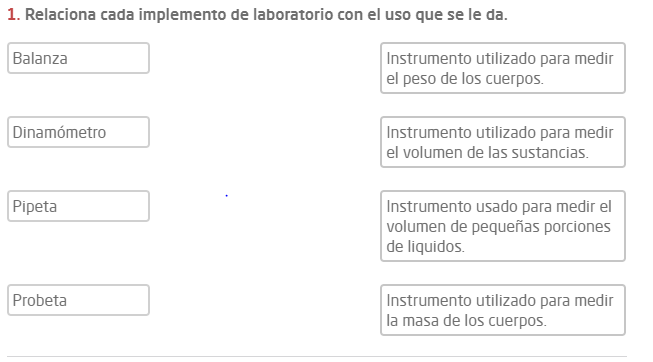 1. Relaciona cada implemento de laboratorio con el uso que se le da.
Balanza
Instrumento utilizado para medir
el peso de los cuerpos.
Dinamómetro
Instrumento utilizado para medir
el volumen de las sustancias.
Pipeta
Instrumento usado para medir el
volumen de pequeñas porciones
de liquidos.
Probeta
Instrumento utilizado para medir
la masa de los cuerpos.